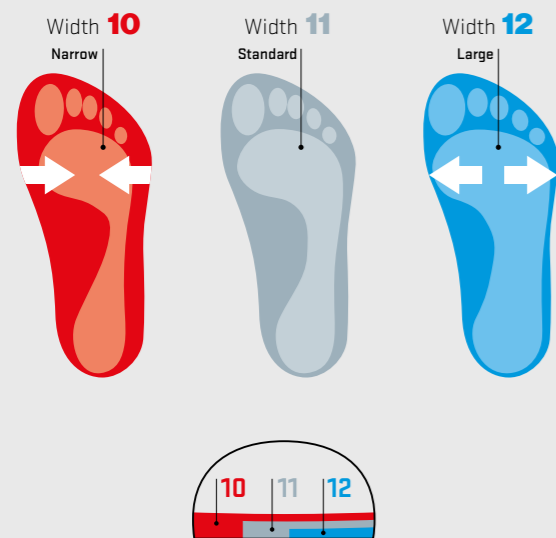 Width 10
Narrow
Width 11
Standard
Width 12
Large
10
11
12